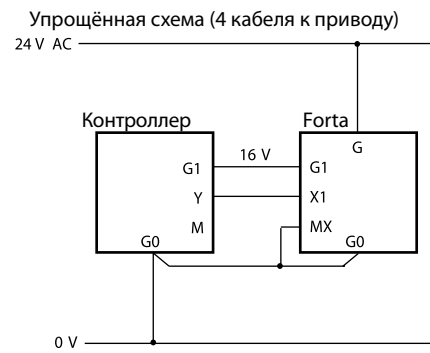 Упрощённая схема (4 кабеля к приводу)
24 V AC
Контроллер
Forta
G
G1
16 V
G1
Y
X1
M
MX
G0
G0
0 V